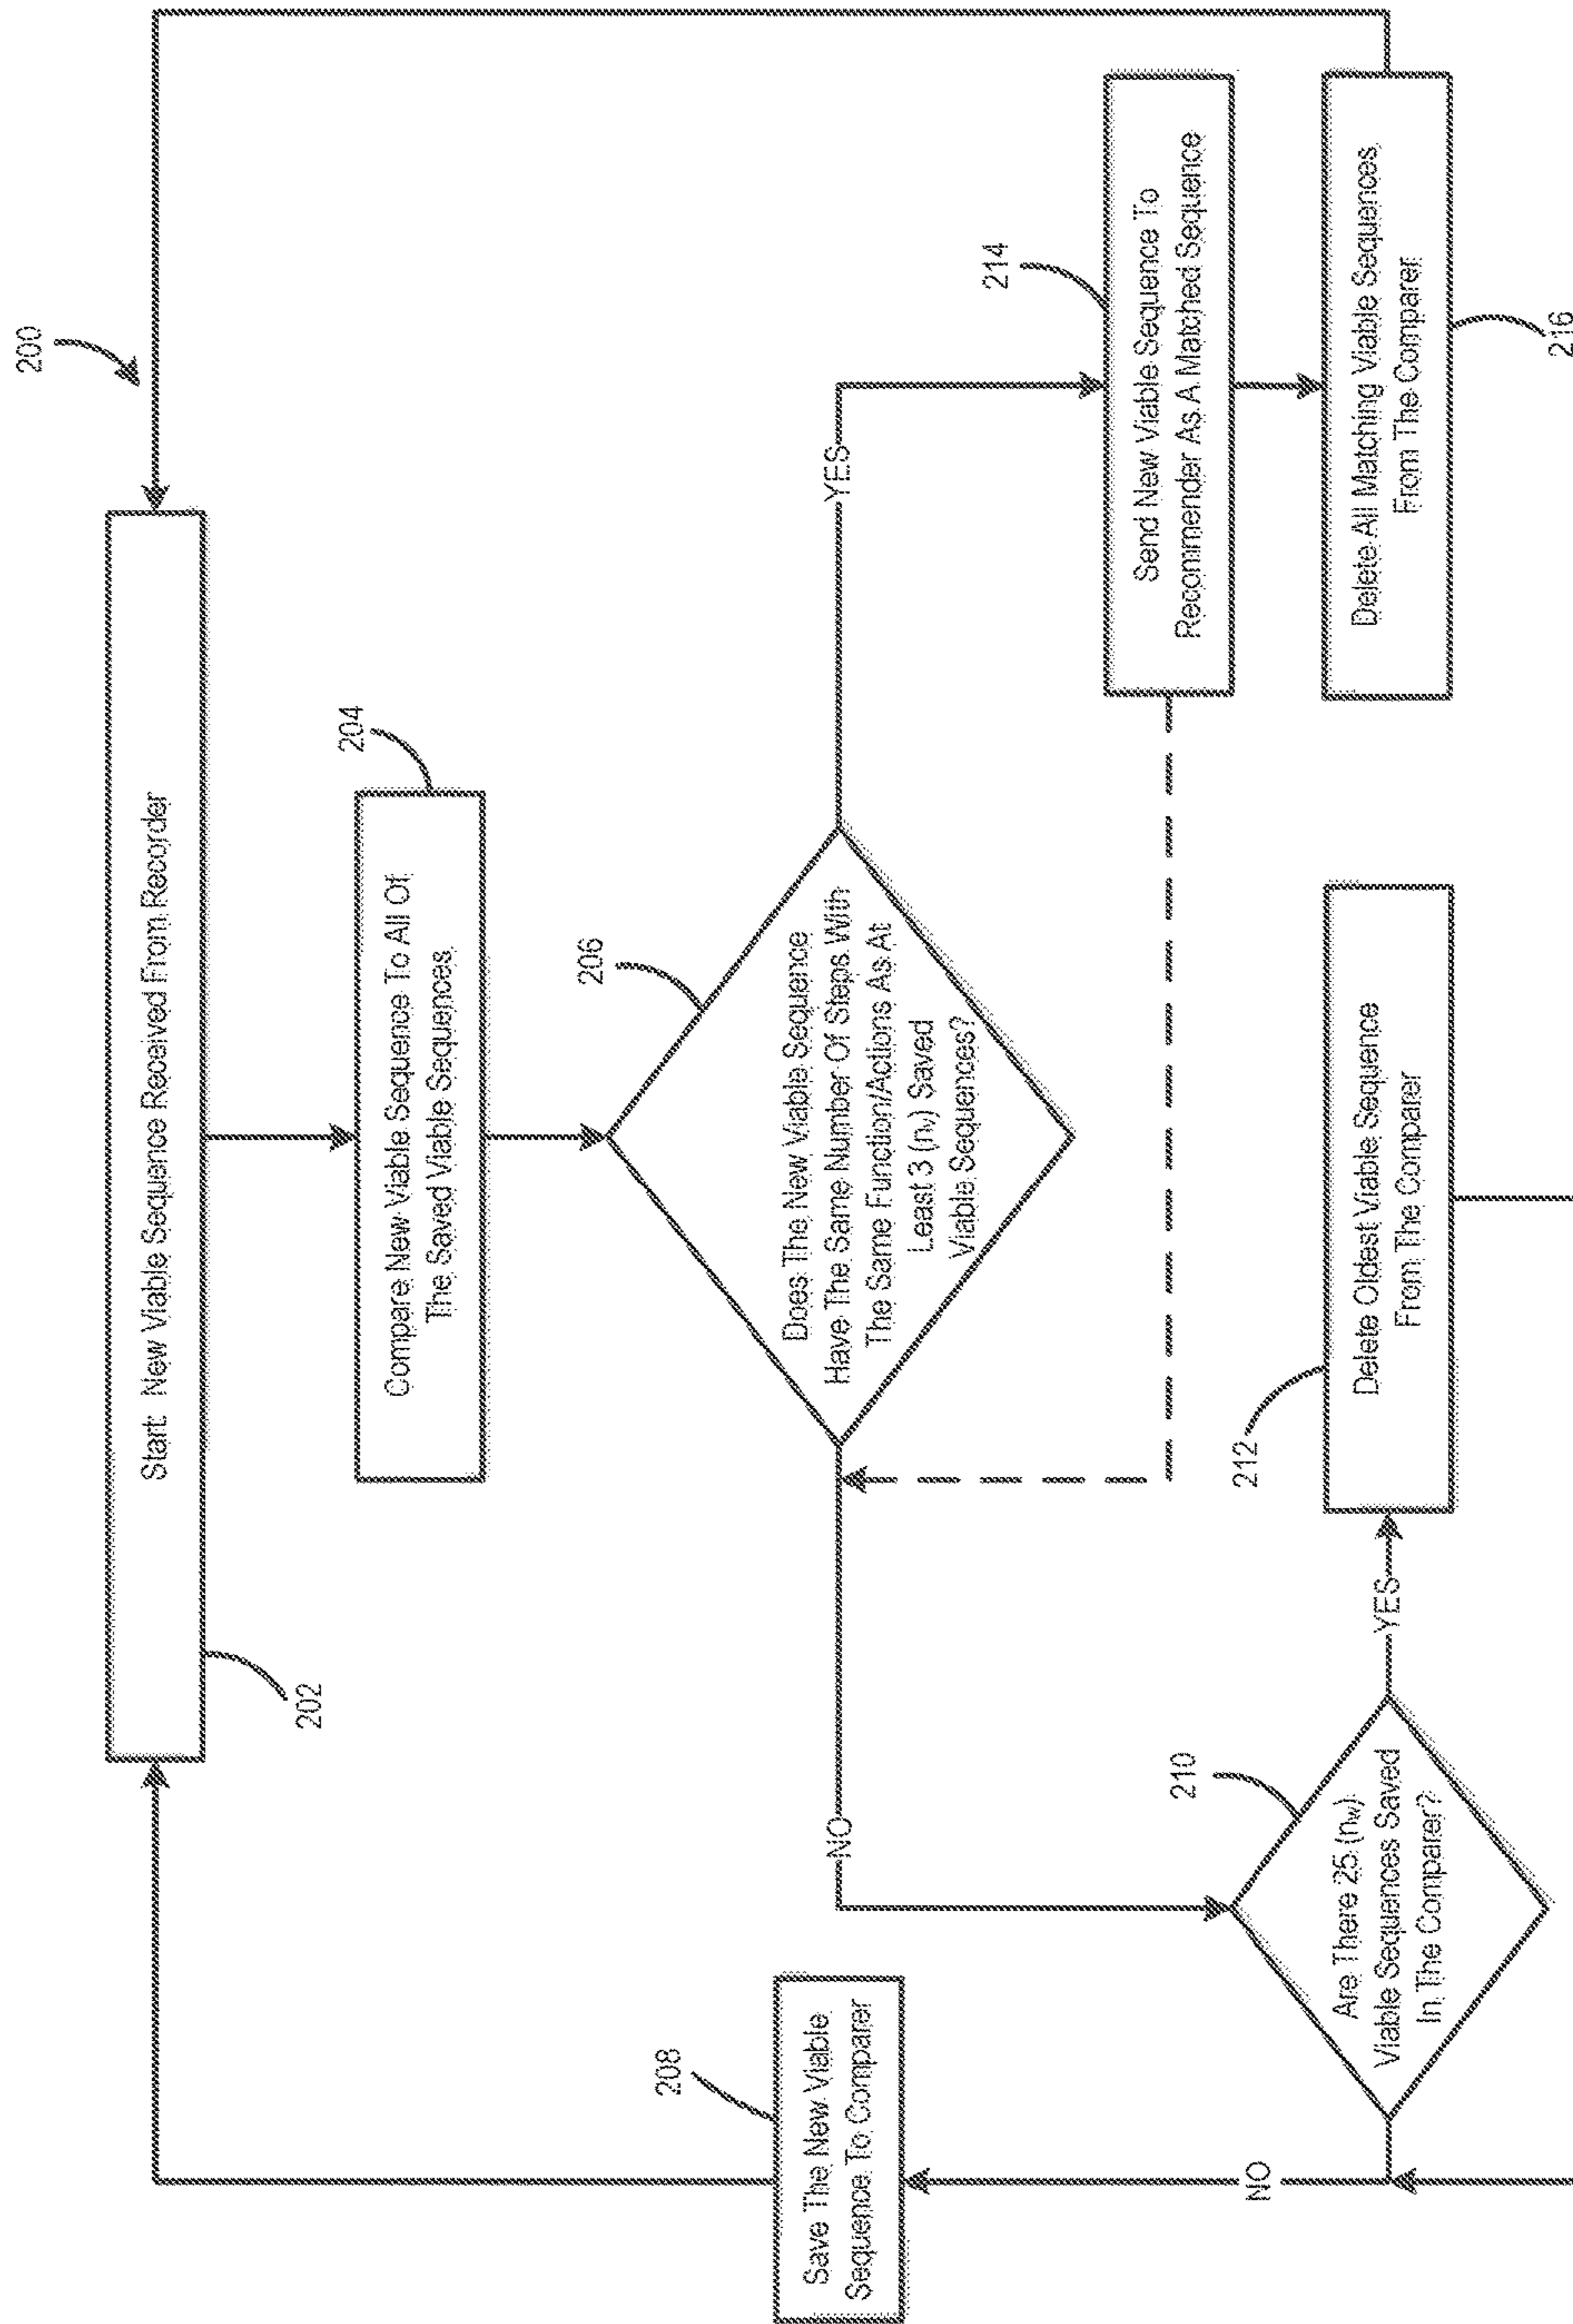 200
Start: New Viable Sequence Received From Recorder
202
204
Compare New Viable Sequence To All Of
The Saved Viable Sequences
206
Does The New Viable Sequence
Have The Same Number Of Steps With
The Same Function/Actions As At
Least 3 (nv) Saved
Viable Sequences?
NO
YES
208
Save The New Viable
Sequence To Comparer
214
Send New Viable Sequence To
Recommender As A Matched Sequence
NO
210
Are There 25 (nw)
Viable Sequences Saved
In The Comparer?
YES
212
Delete Oldest Viable Sequence
From The Comparer
Delete All Matching Viable Sequences
From The Comparer
216